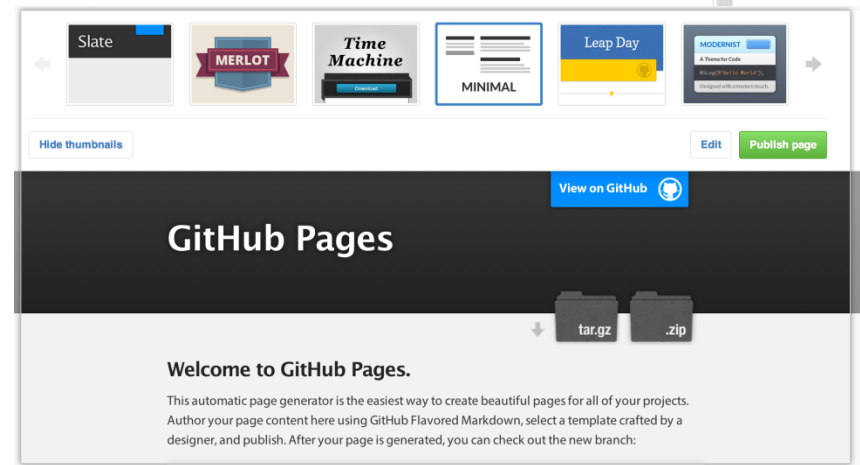 Slate
MERLOT
Time
Machine
Download
MINIMAL
Leap Day
MODERNIST
A Theme for Code
NSLog(@"Hello World");
Designed with a modern touch.
Hide thumbnails
Edit
Publish page
View on GitHub
GitHub Pages
tar.gz
.zip
Welcome to GitHub Pages.
This automatic page generator is the easiest way to create beautiful pages for all of your projects.
Author your page content here using GitHub Flavored Markdown, select a template crafted by a
designer, and publish. After your page is generated, you can check out the new branch: